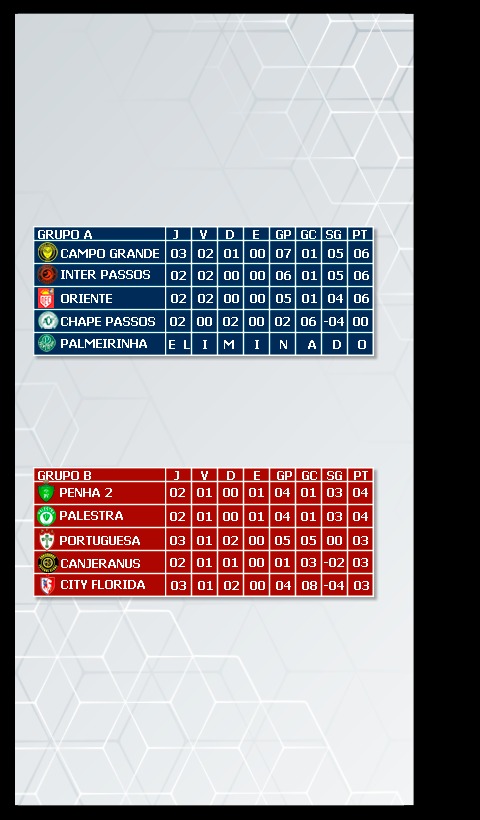 GRUPO A J V D E GP GC SG PT
CAMPO GRANDE 03 02 01 00 07 01 05 06
INTER PASSOS 02 02 00 00 06 01 05 06
ORIENTE 02 02 00 00 05 01 04 06
CHAPE PASSOS 02 00 02 00 02 06 -04 00
PALMEIRINHA E L I M I N A D O
GRUPO B J V D E GP GC SG PT
PENHA 2 02 01 00 01 04 01 03 04
PALESTRA 02 01 00 01 04 01 03 04
PORTUGUESA 03 01 02 00 05 05 00 03
CANJERANUS 02 01 01 00 01 03 -02 03
CITY FLORIDA 03 01 02 00 04 08 -04 03